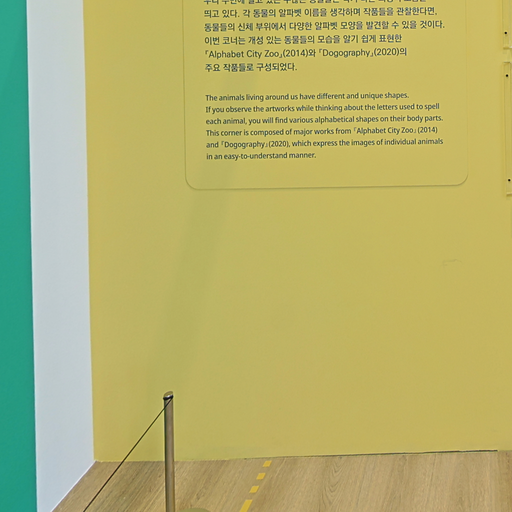 띄고 있다. 각 동물의 알파벳 이름을 생각하며 작품들을 관찰한다면,
동물들의 신체 부위에서 다양한 알파벳 모양을 발견할 수 있을 것이다.
이번 코너는 개성 있는 동물들의 모습을 알기 쉽게 표현한
『Alphabet City Zoo』(2014)와 『Dogography』(2020)의
주요 작품들로 구성되었다.
The animals living around us have different and unique shapes.
If you observe the artworks while thinking about the letters used to spell
each animal, you will find various alphabetical shapes on their body parts.
This corner is composed of major works from 『Alphabet City Zoo』(2014)
and 『Dogography』(2020), which express the images of individual animals
in an easy-to-understand manner.